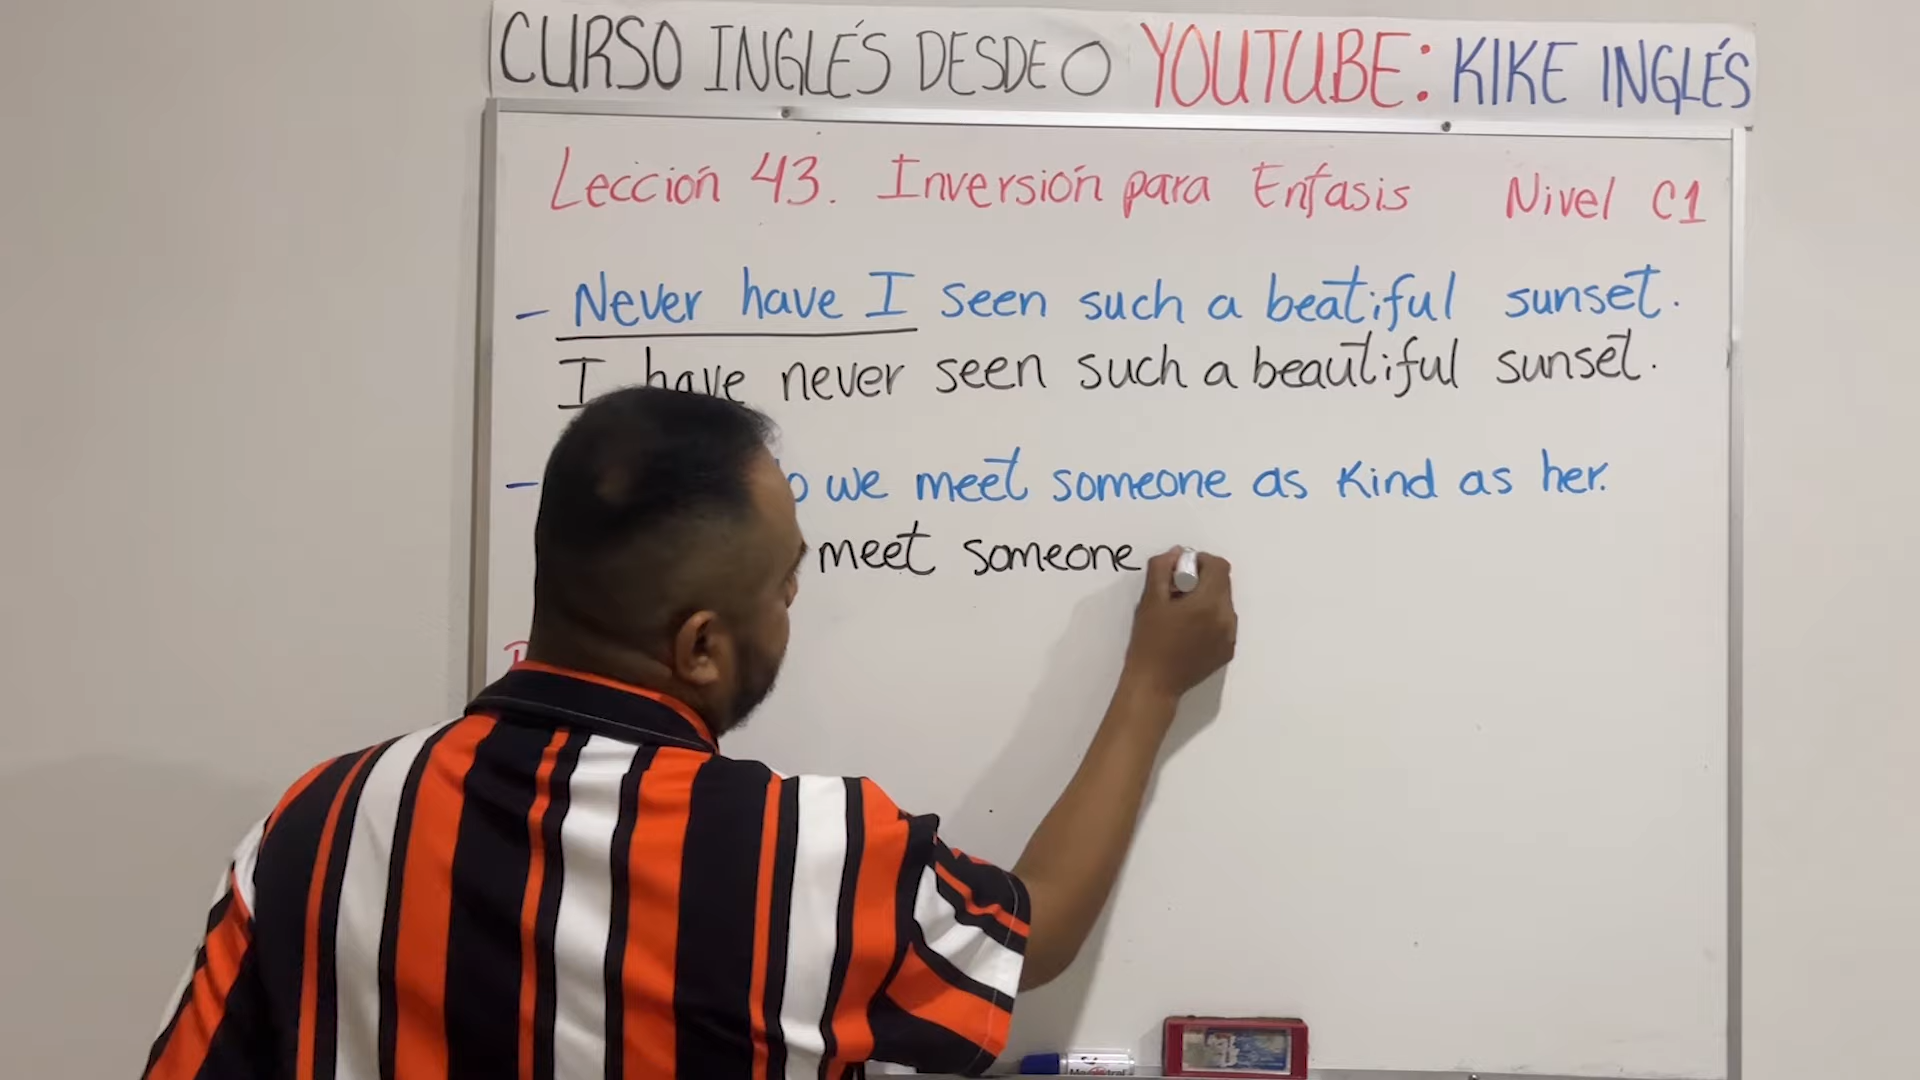 CURSO INGLÉS DESDE 0 YOUTUBE: KIKE INGLÉS
Lección 43. Inversión para Enfasis Nivel C1
- Never have I seen such a beatiful sunset.
I have never seen such a beautiful sunset.
- we meet someone as kind as her.
meet someone